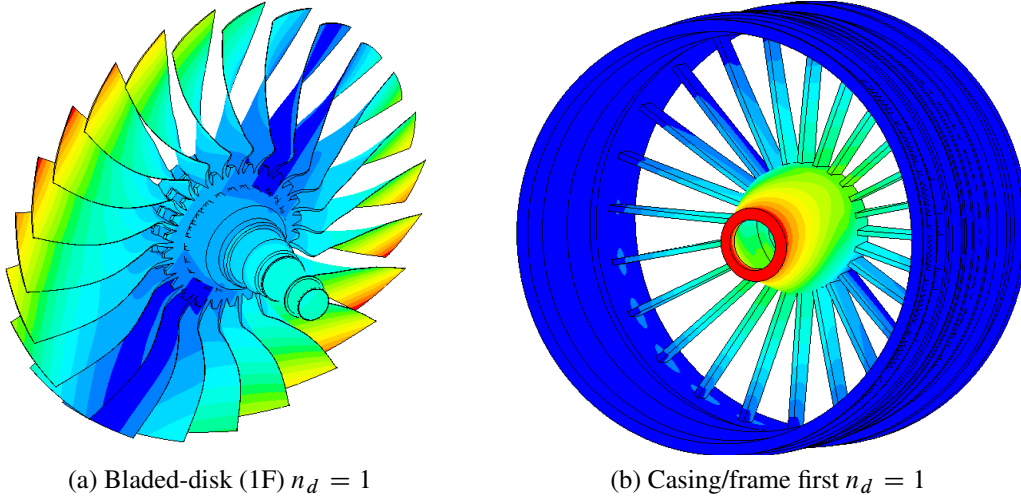 (a) Bladed-disk (1F) n_d = 1
(b) Casing/frame first n_d = 1